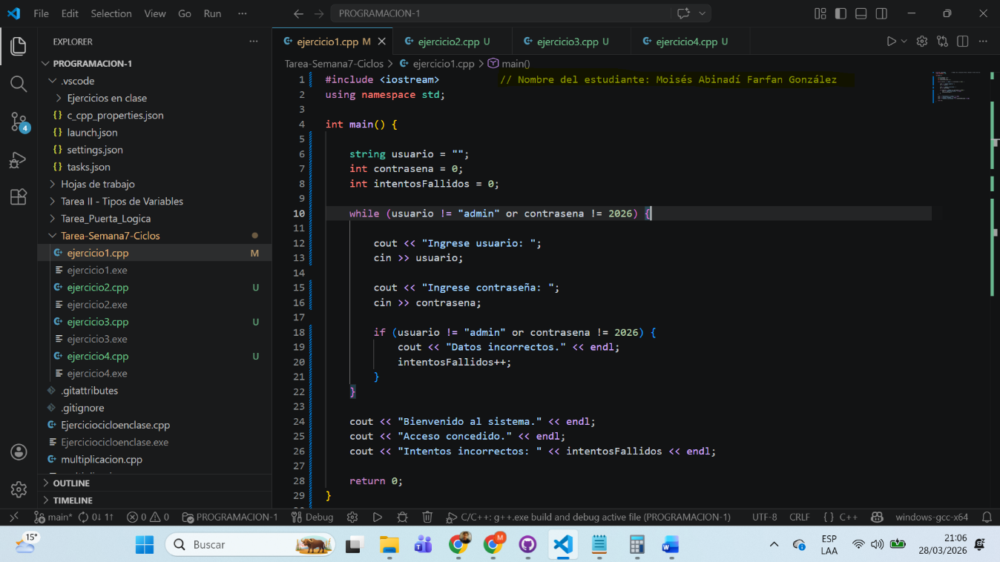 File Edit Selection View Go Run ··· PROGRAMACION-1
EXPLORER ···
PROGRAMACION-1
.vscode
Ejercicios en clase
{} c_cpp_properties.json
{} launch.json
{} settings.json
{} tasks.json
Hojas de trabajo
Tarea II - Tipos de Variables
Tarea_Puerta_Logica
Tarea-Semana7-Ciclos
ejercicio1.cpp M
ejercicio1.exe
ejercicio2.cpp U
ejercicio2.exe
ejercicio3.cpp U
ejercicio3.exe
ejercicio4.cpp U
ejercicio4.exe
.gitattributes
.gitignore
Ejerciciocicloenclase.cpp
Ejerciciocicloenclase.exe
multiplicacion.cpp
OUTLINE
TIMELINE
4
ejercicio1.cpp M ejercicio2.cpp U ejercicio3.cpp U ejercicio4.cpp U
Tarea-Semana7-Ciclos > ejercicio1.cpp > main()
1 #include <iostream> // Nombre del estudiante: Moisés Abinadí Farfan González
2 using namespace std;
3
4 int main() {
5
6 string usuario = "";
7 int contrasena = 0;
8 int intentosFallidos = 0;
9
10 while (usuario != "admin" or contrasena != 2026) {
11
12 cout << "Ingrese usuario: ";
13 cin >> usuario;
14
15 cout << "Ingrese contraseña: ";
16 cin >> contrasena;
17
18 if (usuario != "admin" or contrasena != 2026) {
19 cout << "Datos incorrectos." << endl;
20 intentosFallidos++;
21 }
22 }
23
24 cout << "Bienvenido al sistema." << endl;
25 cout << "Acceso concedido." << endl;
26 cout << "Intentos incorrectos: " << intentosFallidos << endl;
27
28 return 0;
29 }
main* 0↓ 1↑ 0 0 PROGRAMACION-1 Debug C/C++: g++.exe build and debug active file (PROGRAMACION-1) UTF-8 CRLF {} C++ windows-gcc-x64
15° Buscar ESP LAA 21:06
28/03/2026